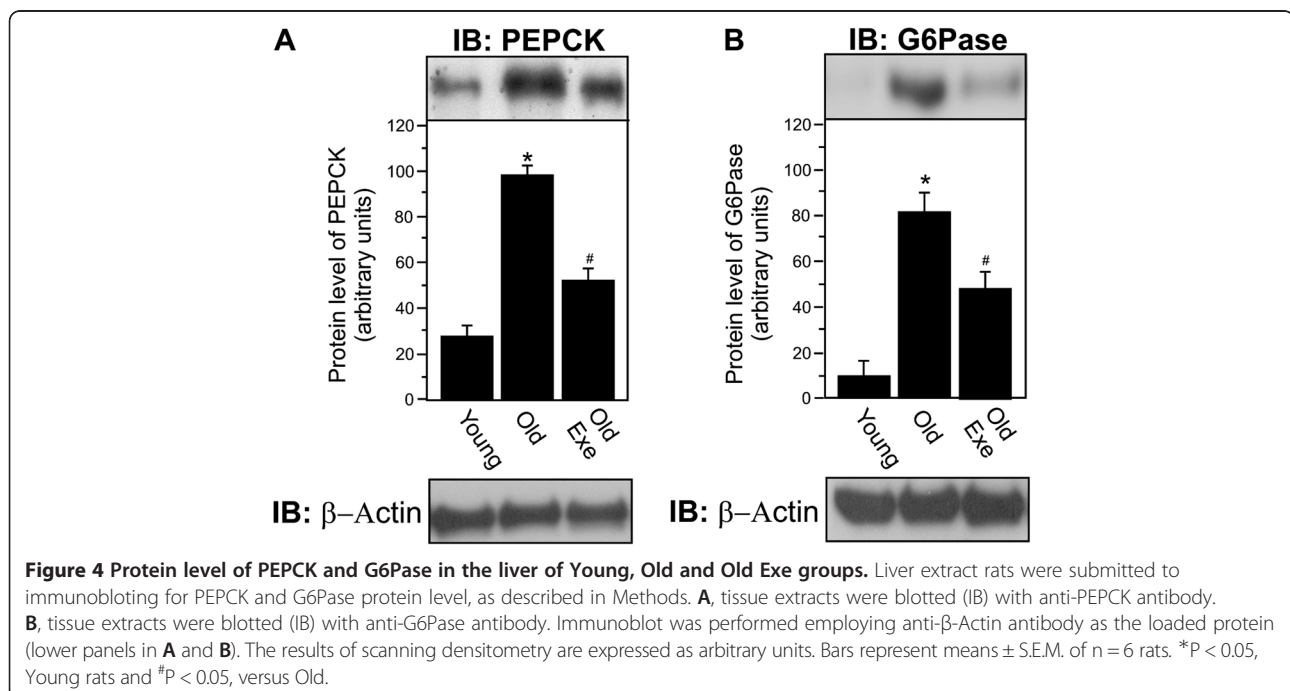 A IB: PEPCK
B IB: G6Pase
Protein level of PEPCK
(arbitrary units)
120
100
80
60
40
20
0
*
#
Young
Old
Old
Exe
Protein level of G6Pase
(arbitrary units)
120
100
80
60
40
20
0
*
#
Young
Old
Old
Exe
IB: β–Actin
IB: β–Actin
Figure 4 Protein level of PEPCK and G6Pase in the liver of Young, Old and Old Exe groups. Liver extract rats were submitted to
immunobloting for PEPCK and G6Pase protein level, as described in Methods. A, tissue extracts were blotted (IB) with anti-PEPCK antibody.
B, tissue extracts were blotted (IB) with anti-G6Pase antibody. Immunoblot was performed employing anti-β-Actin antibody as the loaded protein
(lower panels in A and B). The results of scanning densitometry are expressed as arbitrary units. Bars represent means ± S.E.M. of n = 6 rats. *P < 0.05,
Young rats and #P < 0.05, versus Old.